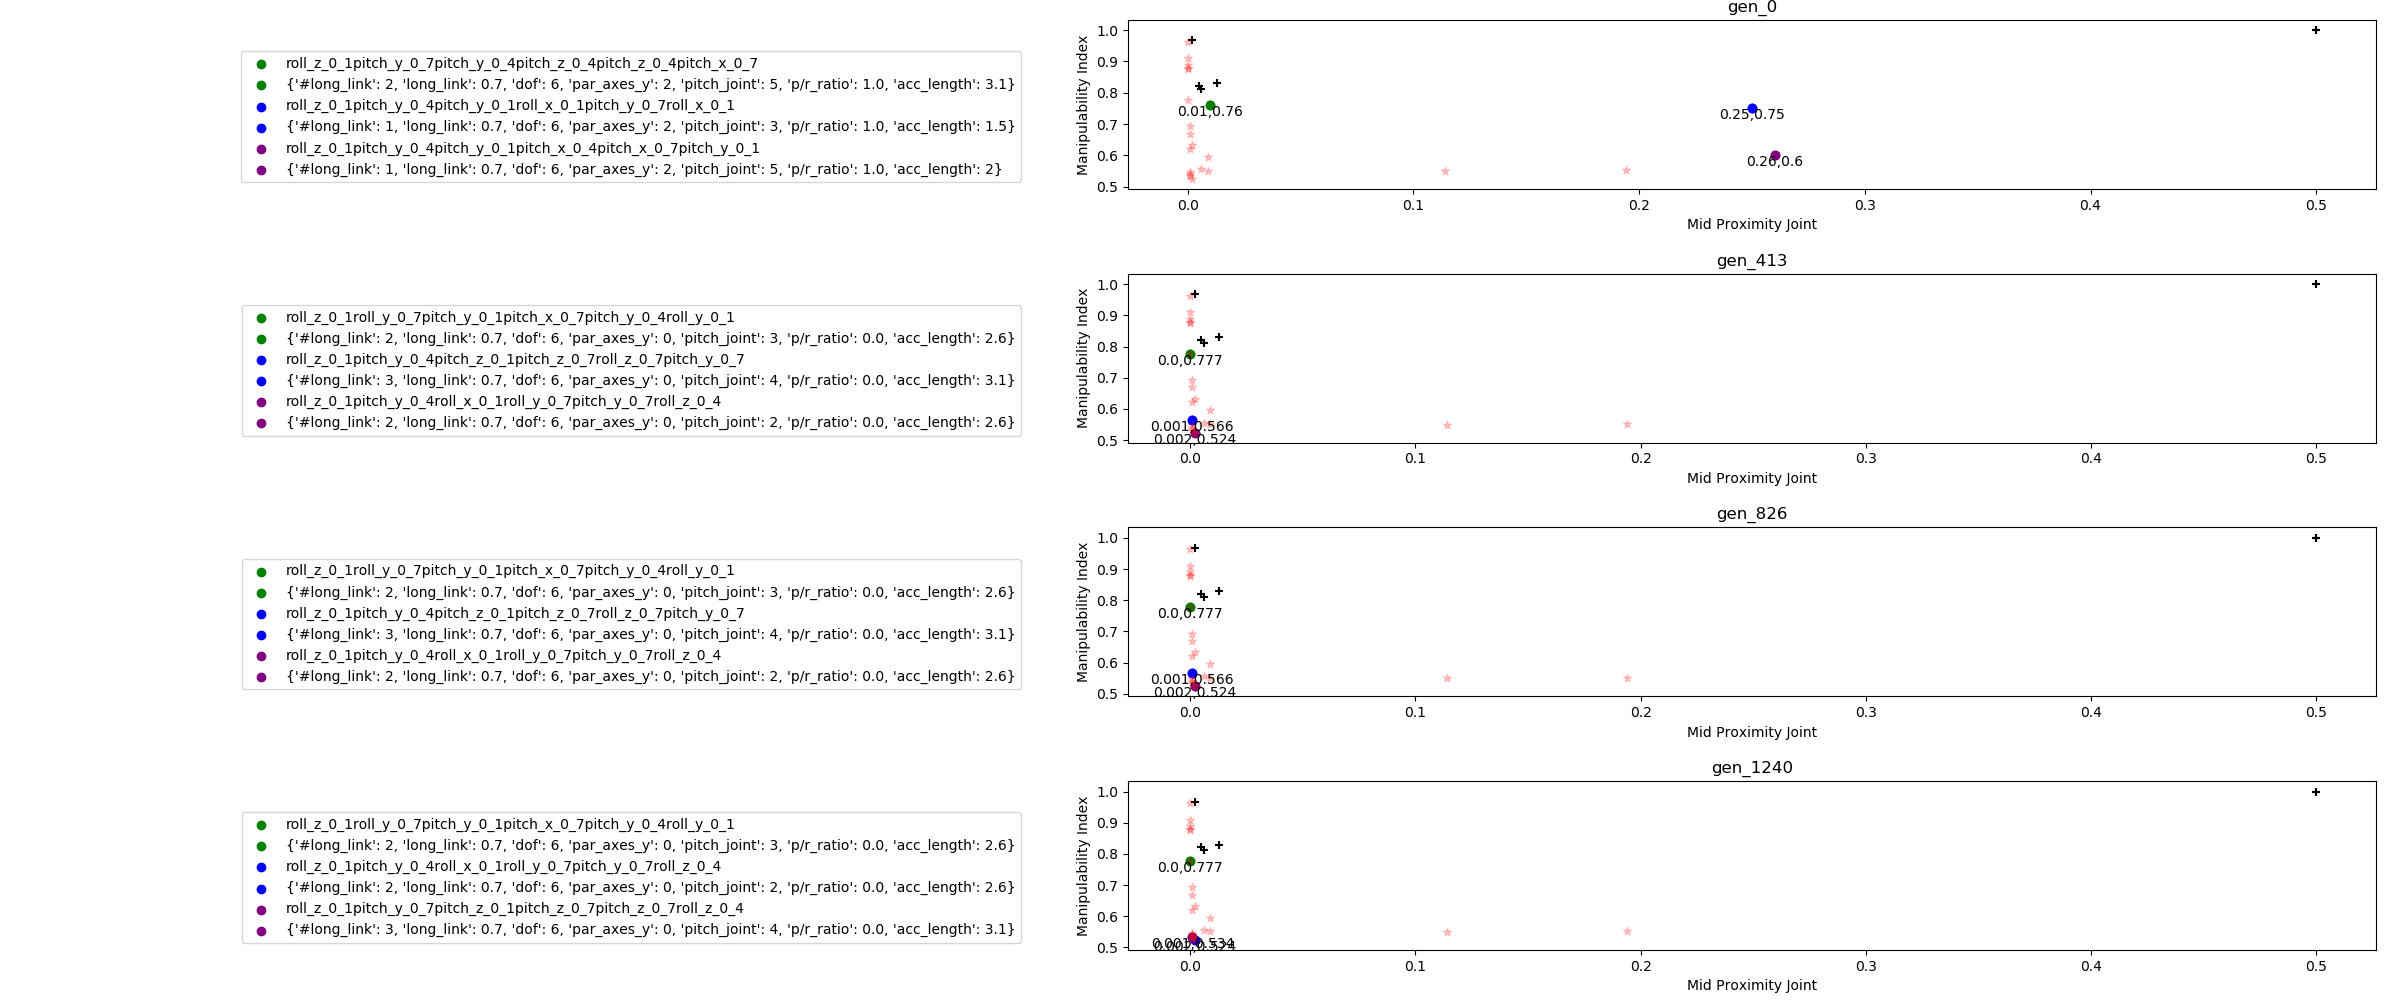 gen_0
roll_z_0_1pitch_y_0_7pitch_y_0_4pitch_z_0_4pitch_z_0_4pitch_x_0_7
{'#long_link': 2, 'long_link': 0.7, 'dof': 6, 'par_axes_y': 2, 'pitch_joint': 5, 'p/r_ratio': 1.0, 'acc_length': 3.1}
roll_z_0_1pitch_y_0_4pitch_y_0_1roll_x_0_1pitch_y_0_7roll_x_0_1
{'#long_link': 1, 'long_link': 0.7, 'dof': 6, 'par_axes_y': 2, 'pitch_joint': 3, 'p/r_ratio': 1.0, 'acc_length': 1.5}
roll_z_0_1pitch_y_0_4pitch_y_0_1pitch_x_0_4pitch_x_0_7pitch_y_0_1
{'#long_link': 1, 'long_link': 0.7, 'dof': 6, 'par_axes_y': 2, 'pitch_joint': 5, 'p/r_ratio': 1.0, 'acc_length': 2}
Manipulability Index
1.0
0.9
0.8
0.7
0.6
0.5
0.01,0.76
0.25,0.75
0.26,0.6
0.0 0.1 0.2 0.3 0.4 0.5
Mid Proximity Joint
gen_413
roll_z_0_1roll_y_0_7pitch_y_0_1pitch_x_0_7pitch_y_0_4roll_y_0_1
{'#long_link': 2, 'long_link': 0.7, 'dof': 6, 'par_axes_y': 0, 'pitch_joint': 3, 'p/r_ratio': 0.0, 'acc_length': 2.6}
roll_z_0_1pitch_y_0_4pitch_z_0_1pitch_z_0_7roll_z_0_7pitch_y_0_7
{'#long_link': 3, 'long_link': 0.7, 'dof': 6, 'par_axes_y': 0, 'pitch_joint': 4, 'p/r_ratio': 0.0, 'acc_length': 3.1}
roll_z_0_1pitch_y_0_4roll_x_0_1roll_y_0_7pitch_y_0_7roll_z_0_4
{'#long_link': 2, 'long_link': 0.7, 'dof': 6, 'par_axes_y': 0, 'pitch_joint': 2, 'p/r_ratio': 0.0, 'acc_length': 2.6}
Manipulability Index
1.0
0.9
0.8
0.7
0.6
0.5
0.0,0.777
0.001,0.566
0.002,0.524
0.0 0.1 0.2 0.3 0.4 0.5
Mid Proximity Joint
gen_826
roll_z_0_1roll_y_0_7pitch_y_0_1pitch_x_0_7pitch_y_0_4roll_y_0_1
{'#long_link': 2, 'long_link': 0.7, 'dof': 6, 'par_axes_y': 0, 'pitch_joint': 3, 'p/r_ratio': 0.0, 'acc_length': 2.6}
roll_z_0_1pitch_y_0_4pitch_z_0_1pitch_z_0_7roll_z_0_7pitch_y_0_7
{'#long_link': 3, 'long_link': 0.7, 'dof': 6, 'par_axes_y': 0, 'pitch_joint': 4, 'p/r_ratio': 0.0, 'acc_length': 3.1}
roll_z_0_1pitch_y_0_4roll_x_0_1roll_y_0_7pitch_y_0_7roll_z_0_4
{'#long_link': 2, 'long_link': 0.7, 'dof': 6, 'par_axes_y': 0, 'pitch_joint': 2, 'p/r_ratio': 0.0, 'acc_length': 2.6}
Manipulability Index
1.0
0.9
0.8
0.7
0.6
0.5
0.0,0.777
0.001,0.566
0.002,0.524
0.0 0.1 0.2 0.3 0.4 0.5
Mid Proximity Joint
gen_1240
roll_z_0_1roll_y_0_7pitch_y_0_1pitch_x_0_7pitch_y_0_4roll_y_0_1
{'#long_link': 2, 'long_link': 0.7, 'dof': 6, 'par_axes_y': 0, 'pitch_joint': 3, 'p/r_ratio': 0.0, 'acc_length': 2.6}
roll_z_0_1pitch_y_0_4roll_x_0_1roll_y_0_7pitch_y_0_7roll_z_0_4
{'#long_link': 2, 'long_link': 0.7, 'dof': 6, 'par_axes_y': 0, 'pitch_joint': 2, 'p/r_ratio': 0.0, 'acc_length': 2.6}
roll_z_0_1pitch_y_0_7pitch_z_0_1pitch_z_0_7pitch_z_0_7roll_z_0_4
{'#long_link': 3, 'long_link': 0.7, 'dof': 6, 'par_axes_y': 0, 'pitch_joint': 4, 'p/r_ratio': 0.0, 'acc_length': 3.1}
Manipulability Index
1.0
0.9
0.8
0.7
0.6
0.5
0.0,0.777
0.001,0.534
0.002,0.524
0.0 0.1 0.2 0.3 0.4 0.5
Mid Proximity Joint